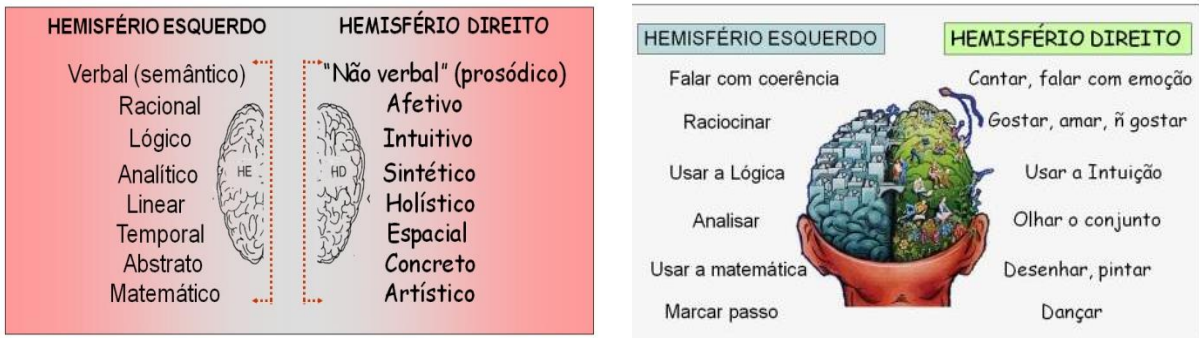 HEMISFÉRIO ESQUERDO
HEMISFÉRIO DIREITO
Verbal (semântico)
"Não verbal" (prosódico)
Racional
Afetivo
Lógico
Intuitivo
Analítico
HE
HD
Sintético
Linear
Holístico
Temporal
Espacial
Abstrato
Concreto
Matemático
Artístico
HEMISFÉRIO ESQUERDO
HEMISFÉRIO DIREITO
Falar com coerência
Cantar, falar com emoção
Raciocinar
Gostar, amar, ñ gostar
Usar a Lógica
Usar a Intuição
Analisar
Olhar o conjunto
Usar a matemática
Desenhar, pintar
Marcar passo
Dançar